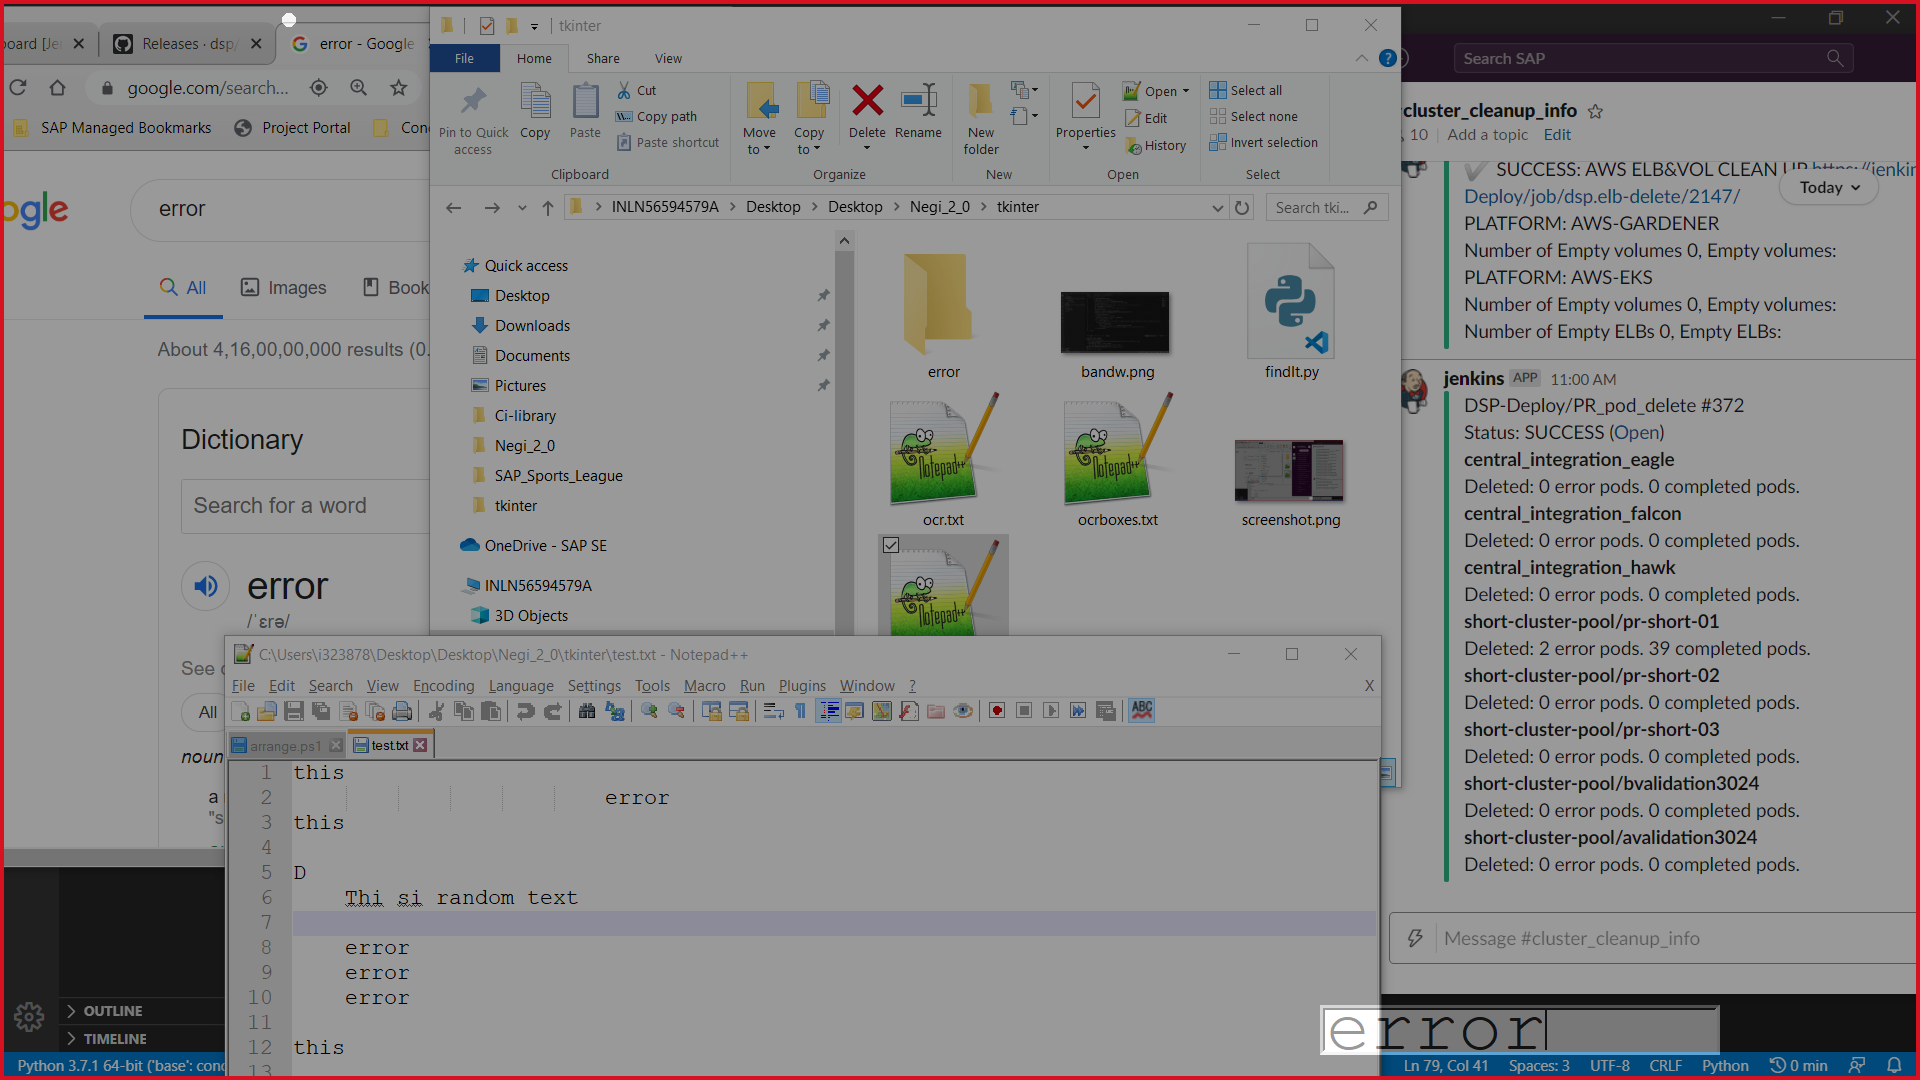 board [Je
Releases · dsp/
error - Google
google.com/search...
SAP Managed Bookmarks
Project Portal
Con
ogle
error
All
Images
Book
About 4,16,00,00,000 results (0.
Dictionary
Search for a word
error
/ˈɛrə/
See
All
noun
a
"s
tkinter
File
Home
Share
View
Pin to Quick access
Copy
Paste
Cut
Copy path
Paste shortcut
Clipboard
Move to
Copy to
Delete
Rename
Organize
New folder
New
Properties
Open
Edit
History
Open
Select all
Select none
Invert selection
Select
INLN56594579A
Desktop
Desktop
Negi_2_0
tkinter
Search tki...
Quick access
Desktop
Downloads
Documents
Pictures
Ci-library
Negi_2_0
SAP_Sports_League
tkinter
OneDrive - SAP SE
INLN56594579A
3D Objects
error
bandw.png
findIt.py
ocr.txt
ocrboxes.txt
screenshot.png
Notepad++
Notepad++
Notepad++
C:\Users\i323878\Desktop\Desktop\Negi_2_0\tkinter\test.txt - Notepad++
File Edit Search View Encoding Language Settings Tools Macro Run Plugins Window ? X
ABC
arrange.ps1
test.txt
1 this
2 error
3 this
4
5 D
6 Thi si random text
7
8 error
9 error
10 error
11
12 this
13
Search SAP
cluster_cleanup_info
10 | Add a topic Edit
SUCCESS: AWS ELB&VOL CLEAN UP https://jenkin
Today
Deploy/job/dsp.elb-delete/2147/
PLATFORM: AWS-GARDENER
Number of Empty volumes 0, Empty volumes:
PLATFORM: AWS-EKS
Number of Empty volumes 0, Empty volumes:
Number of Empty ELBs 0, Empty ELBs:
jenkins APP 11:00 AM
DSP-Deploy/PR_pod_delete #372
Status: SUCCESS (Open)
central_integration_eagle
Deleted: 0 error pods. 0 completed pods.
central_integration_falcon
Deleted: 0 error pods. 0 completed pods.
central_integration_hawk
Deleted: 0 error pods. 0 completed pods.
short-cluster-pool/pr-short-01
Deleted: 2 error pods. 39 completed pods.
short-cluster-pool/pr-short-02
Deleted: 0 error pods. 0 completed pods.
short-cluster-pool/pr-short-03
Deleted: 0 error pods. 0 completed pods.
short-cluster-pool/bvalidation3024
Deleted: 0 error pods. 0 completed pods.
short-cluster-pool/avalidation3024
Deleted: 0 error pods. 0 completed pods.
Message #cluster_cleanup_info
error
OUTLINE
TIMELINE
Python 3.7.1 64-bit ('base': cond
Ln 79, Col 41
Spaces: 3
UTF-8
CRLF
Python
0 min